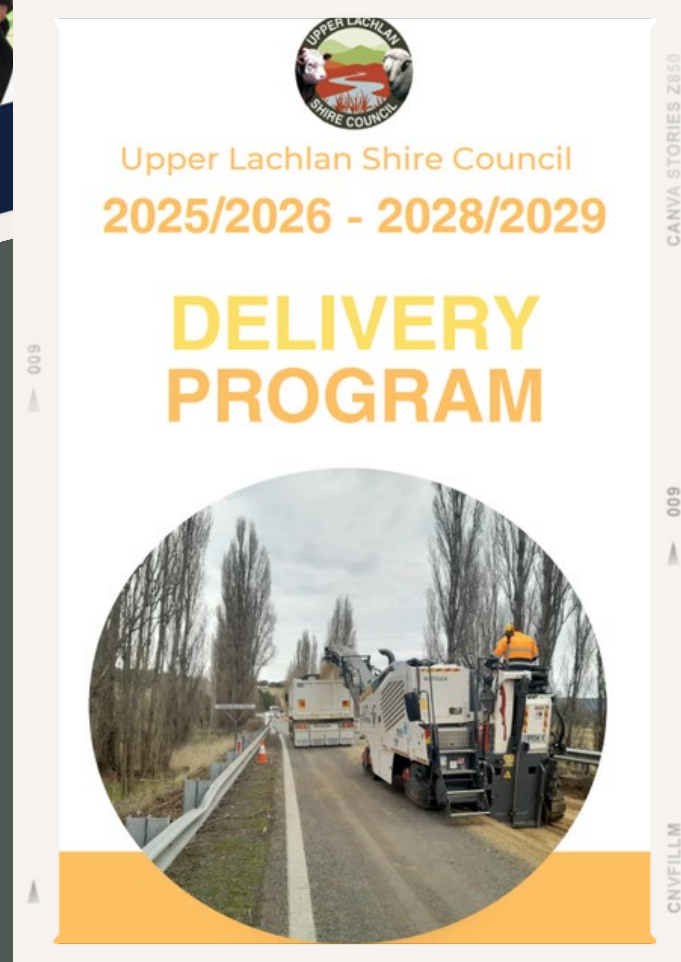 UPPER LACHLAN
SHIRE COUNCIL
Upper Lachlan Shire Council
2025/2026 - 2028/2029
DELIVERY
PROGRAM
WIRTGEN
CANVA STORIES Z850
009
009
CNVFILLM